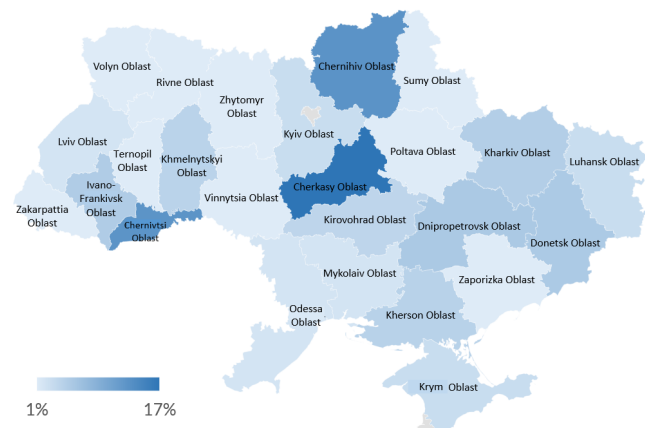 Volyn Oblast
Rivne Oblast
Chernihiv Oblast
Sumy Oblast
Zhytomyr
Oblast
Kyiv Oblast
Lviv Oblast
Ternopil
Oblast
Khmelnytskyi
Oblast
Poltava Oblast
Kharkiv Oblast
Luhansk Oblast
Ivano-
Frankivsk
Oblast
Zakarpattia
Oblast
Chernivtsi
Oblast
Vinnytsia Oblast
Cherkasy Oblast
Kirovohrad Oblast
Dnipropetrovsk Oblast
Donetsk Oblast
Mykolaiv Oblast
Zaporizka Oblast
Odessa
Oblast
Kherson Oblast
Krym Oblast
1%
17%